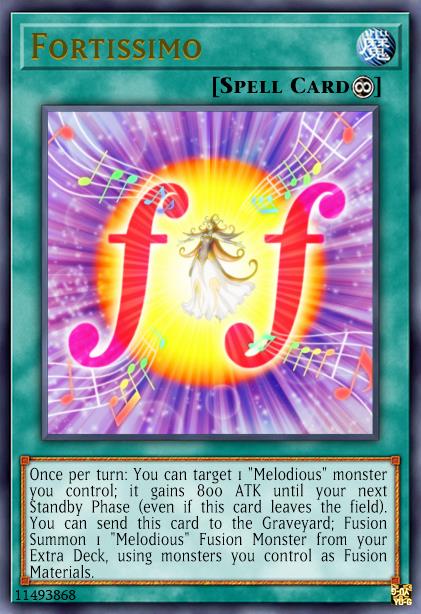 Fortissimo
魔
[Spell Card]
ff
Once per turn: You can target 1 "Melodious" monster
you control; it gains 800 ATK until your next
Standby Phase (even if this card leaves the field).
You can send this card to the Graveyard; Fusion
Summon 1 "Melodious" Fusion Monster from your
Extra Deck, using monsters you control as Fusion
Materials.
11493868